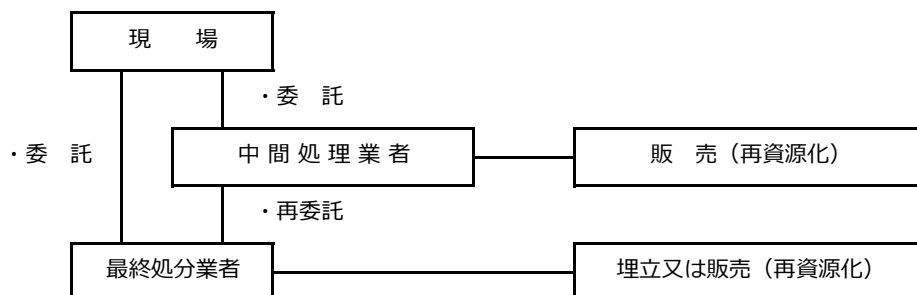 現　　場
・委　託
・委　託
中 間 処 理 業 者
販　売（再資源化）
・再委託
最終処分業者
埋立又は販売（再資源化）